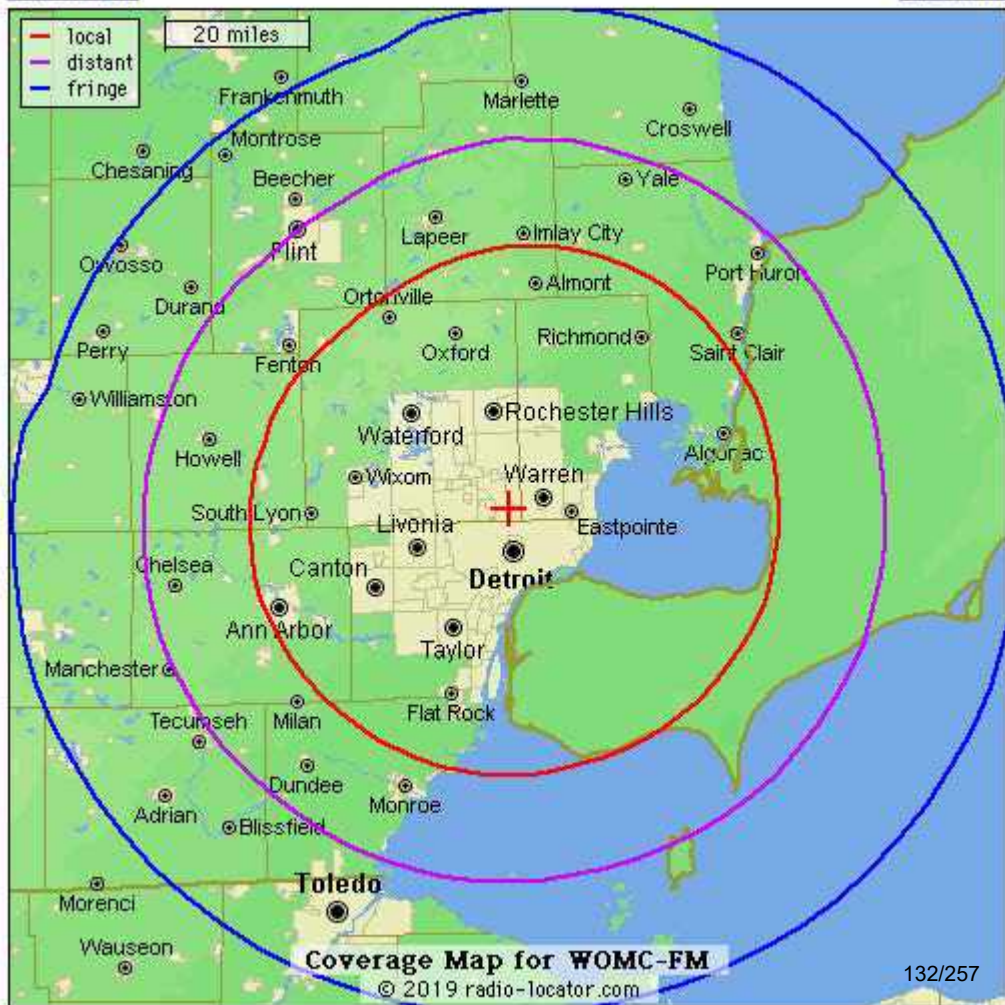 local
distant
fringe
20 miles
Frankenmuth
Marlette
Croswell
Montrose
Chesaning
Beecher
Yale
Flint
Lapeer
Imlay City
Owosso
Port Huron
Durand
Almont
Ortonville
Perry
Fenton
Oxford
Richmond
Saint Clair
Williamston
Waterford
Rochester Hills
Howell
Algonac
Wixom
Warren
South Lyon
Livonia
Eastpointe
Chelsea
Canton
Detroit
Ann Arbor
Taylor
Manchester
Milan
Flat Rock
Tecumseh
Dundee
Monroe
Adrian
Blissfield
Toledo
Morenci
Wauseon
Coverage Map for WOMC-FM
© 2019 radio-locator.com
132/257